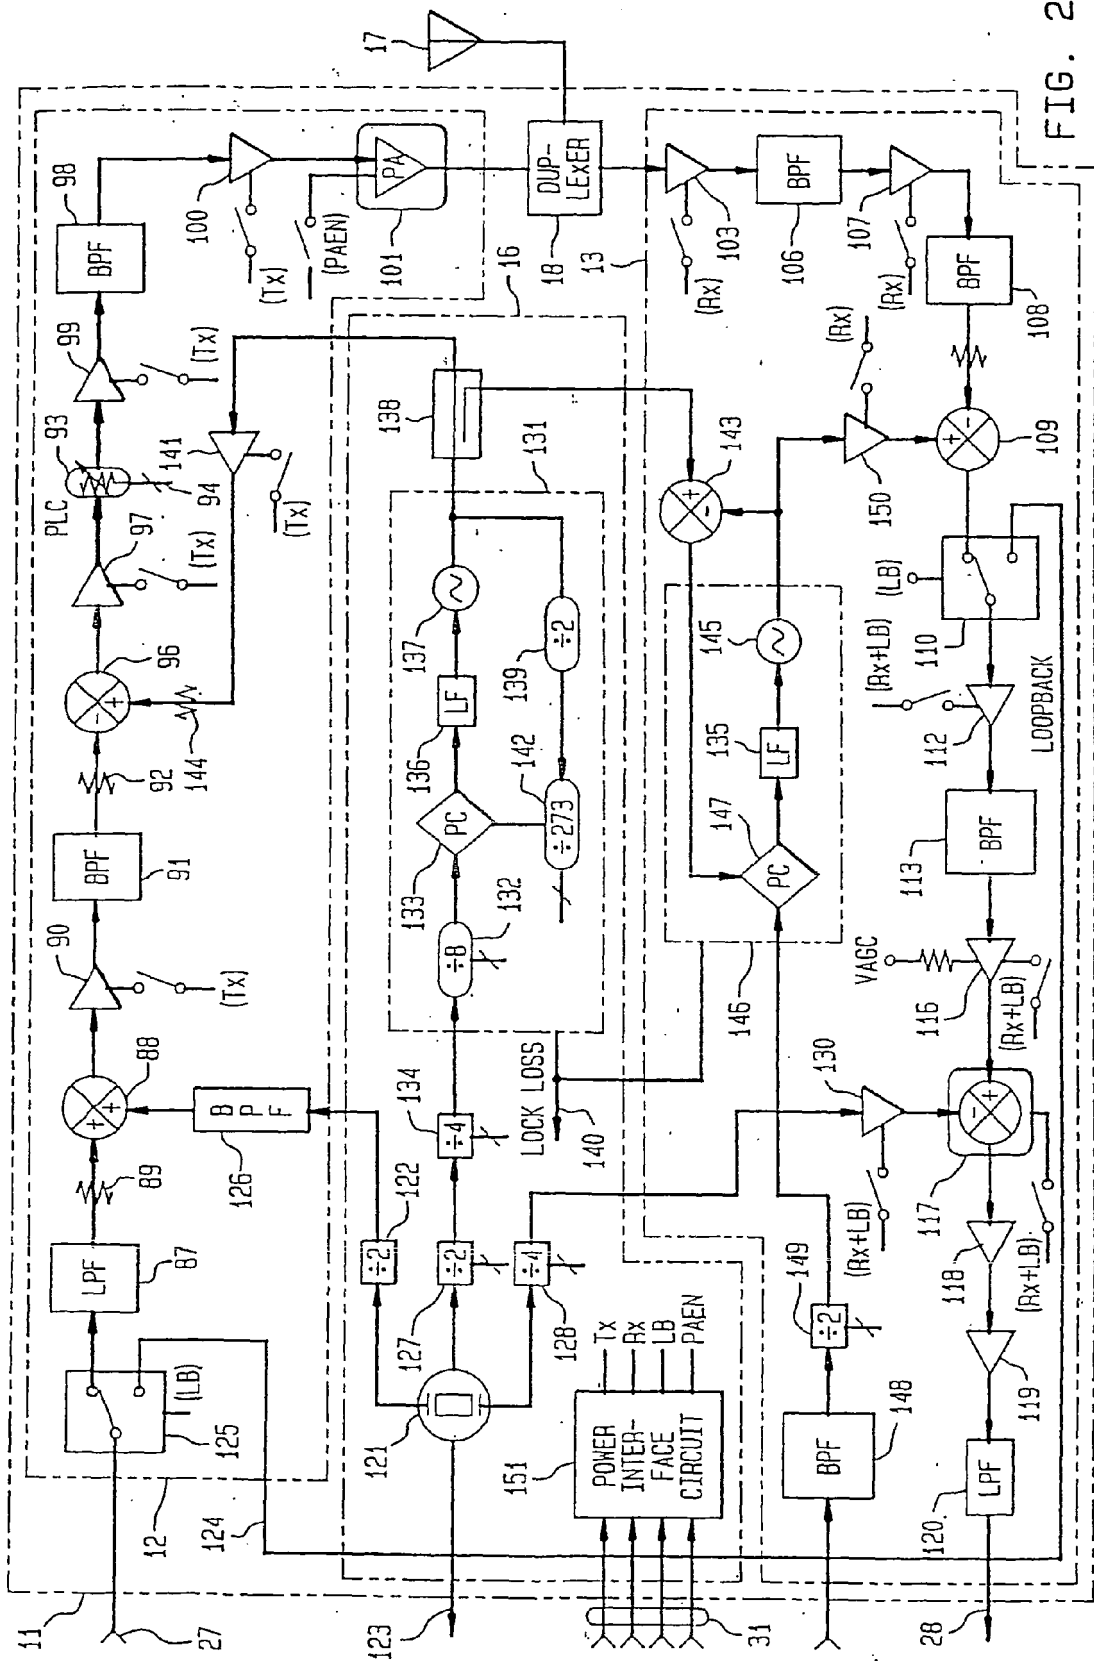 FIG. 2
11
27
12
124
125
(LB)
LPF
87
89
88
BPF
126
90
(Tx)
BPF
91
92
96
144
97
(Tx)
PLC
93
94
141
(Tx)
99
(Tx)
BPF
98
100
(Tx)
(PAEN)
PA
101
17
DUP-
LEXER
18
16
13
121
123
÷2
122
÷2
127
÷4
128
÷4
134
LOCK LOSS
140
÷8
132
PC
133
LF
136
137
÷2
139
÷273
142
131
138
POWER
INTER-
FACE
CIRCUIT
151
Tx
Rx
LB
PAEN
31
143
145
LF
135
PC
147
146
BPF
148
÷2
149
130
(Rx+LB)
103
(Rx)
BPF
106
107
(Rx)
BPF
108
(Rx)
150
109
(LB)
110
LOOPBACK
(Rx+LB)
112
BPF
113
VAGC
116
(Rx+LB)
117
(Rx+LB)
118
119
LPF
120
28